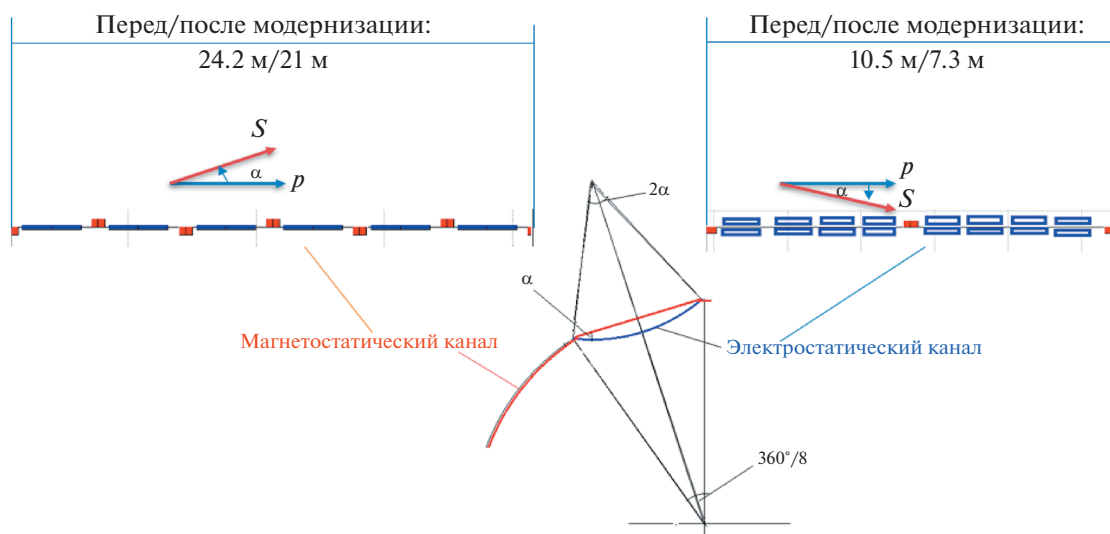 Перед/после модернизации:
24.2 м/21 м
Перед/после модернизации:
10.5 м/7.3 м
S
α
p
p
α
S
2α
α
Магнетостатический канал
Электростатический канал
360°/8